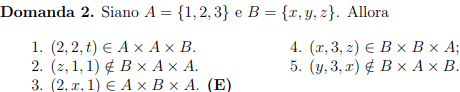 Domanda 2. Siano A = {1, 2, 3} e B = {x, y, z}. Allora
1. (2, 2, t) ∈ A × A × B.
2. (z, 1, 1) ∉ B × A × A.
3. (2, x, 1) ∈ A × B × A. (E)
4. (x, 3, z) ∈ B × B × A;
5. (y, 3, x) ∉ B × A × B.